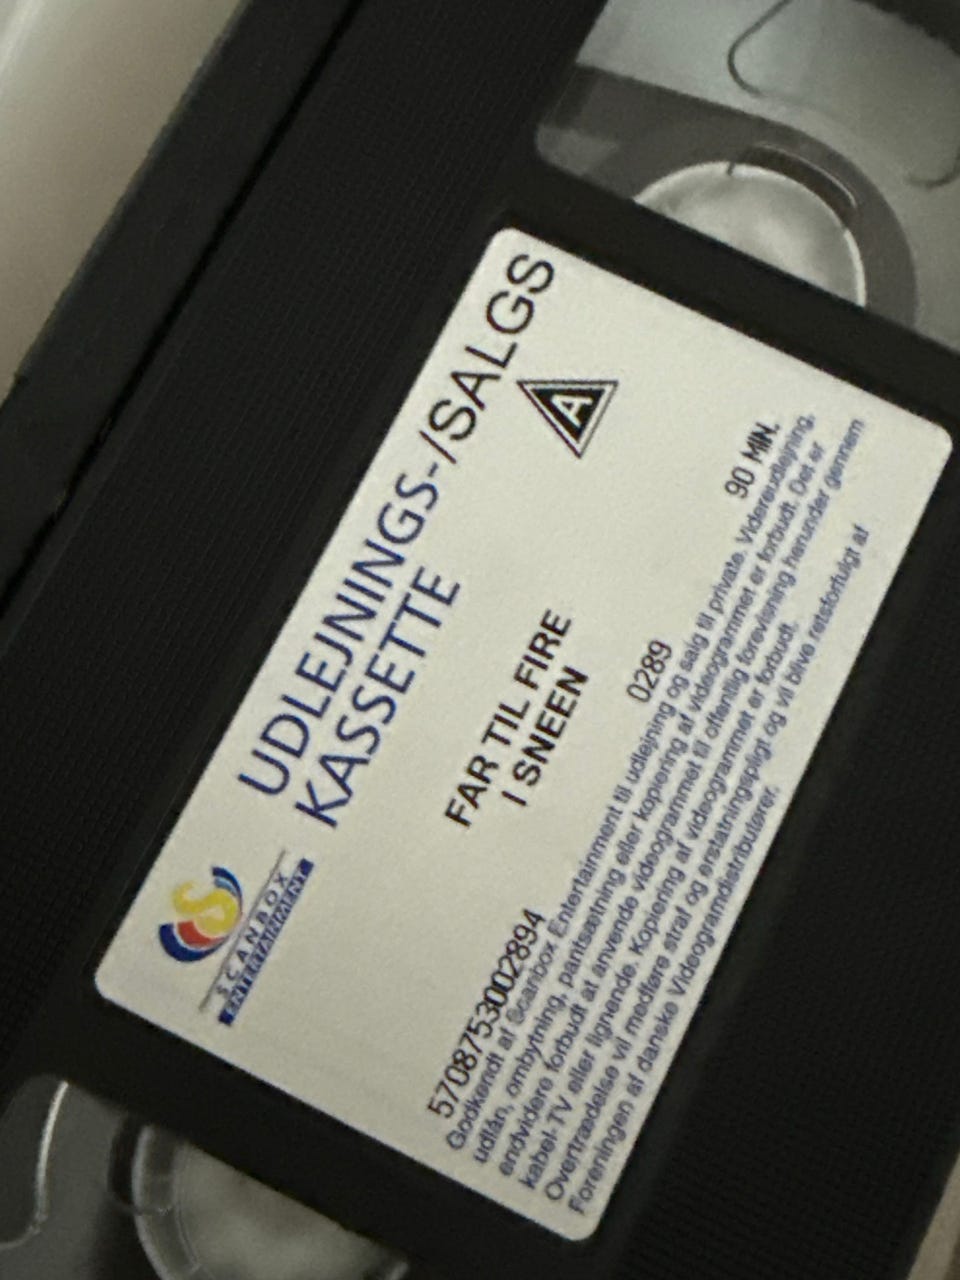 UDLEJNINGS-/SALGS
KASSETTE
SCANBOX
ENTERTAINMENT
A
FAR TIL FIRE
I SNEEN
5708753002894
0289
90 MIN.
Godkendt af Scanbox Entertainment til udlejning og salg til private. Videreudlejning,
udlån, ombytning, pantsætning eller kopiering af videogrammet er forbudt. Det er
endvidere forbudt at anvende videogrammet til offentlig forevisning herunder gennem
kabel-TV eller lignende. Kopiering af videogrammet er forbudt.
Overtrædelse vil medføre straf og erstatningspligt og vil blive retsforfulgt af
Foreningen af danske Videogramdistributører.